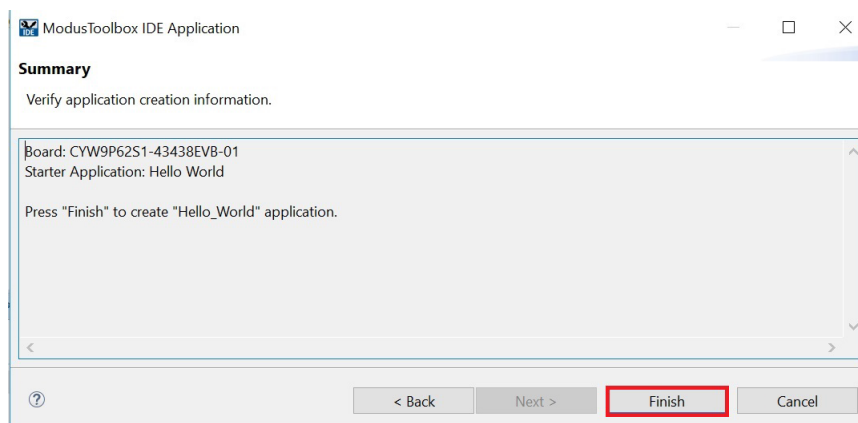 IDE ModusToolbox IDE Application
Summary
Verify application creation information.
Board: CYW9P62S1-43438EVB-01
Starter Application: Hello World
Press "Finish" to create "Hello_World" application.
?
< Back Next > Finish Cancel